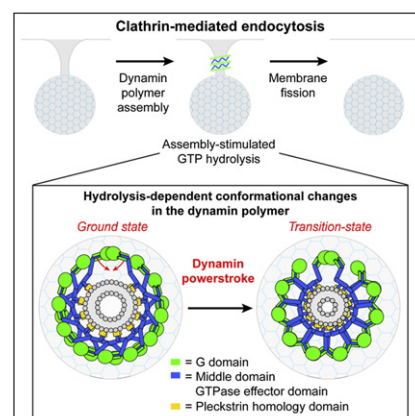 Clathrin-mediated endocytosis
Dynamin
polymer
assembly
Membrane
fission
Assembly-stimulated
GTP hydrolysis
Hydrolysis-dependent conformational changes
in the dynamin polymer
Ground state
Transition-state
Dynamin
powerstroke
= G domain
= Middle domain
GTPase effector domain
= Pleckstrin homology domain